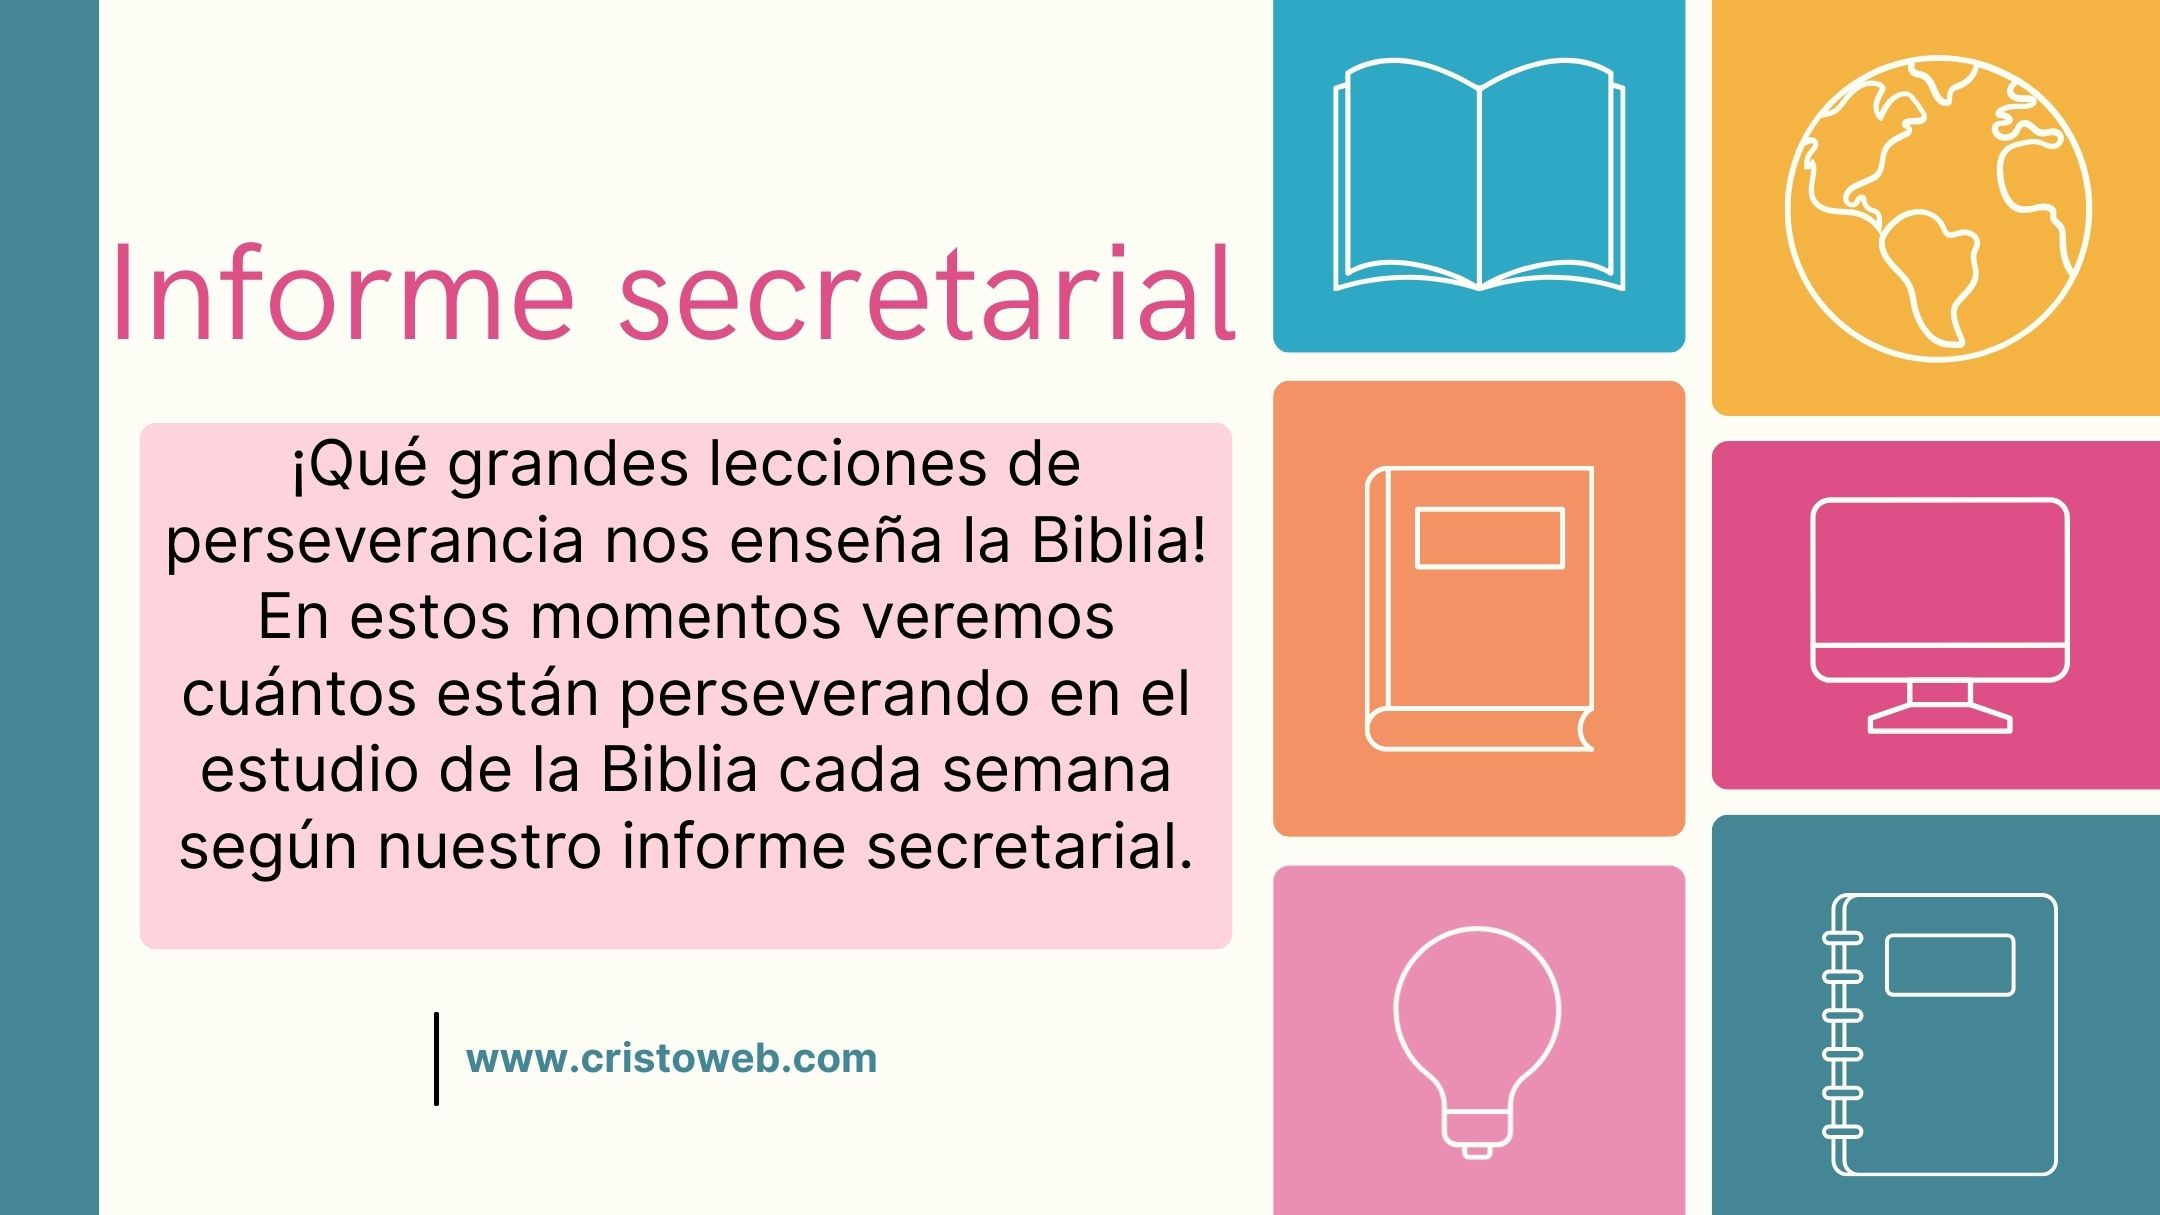 Informe secretarial
¡Qué grandes lecciones de
perseverancia nos enseña la Biblia!
En estos momentos veremos
cuántos están perseverando en el
estudio de la Biblia cada semana
según nuestro informe secretarial.
www.cristoweb.com